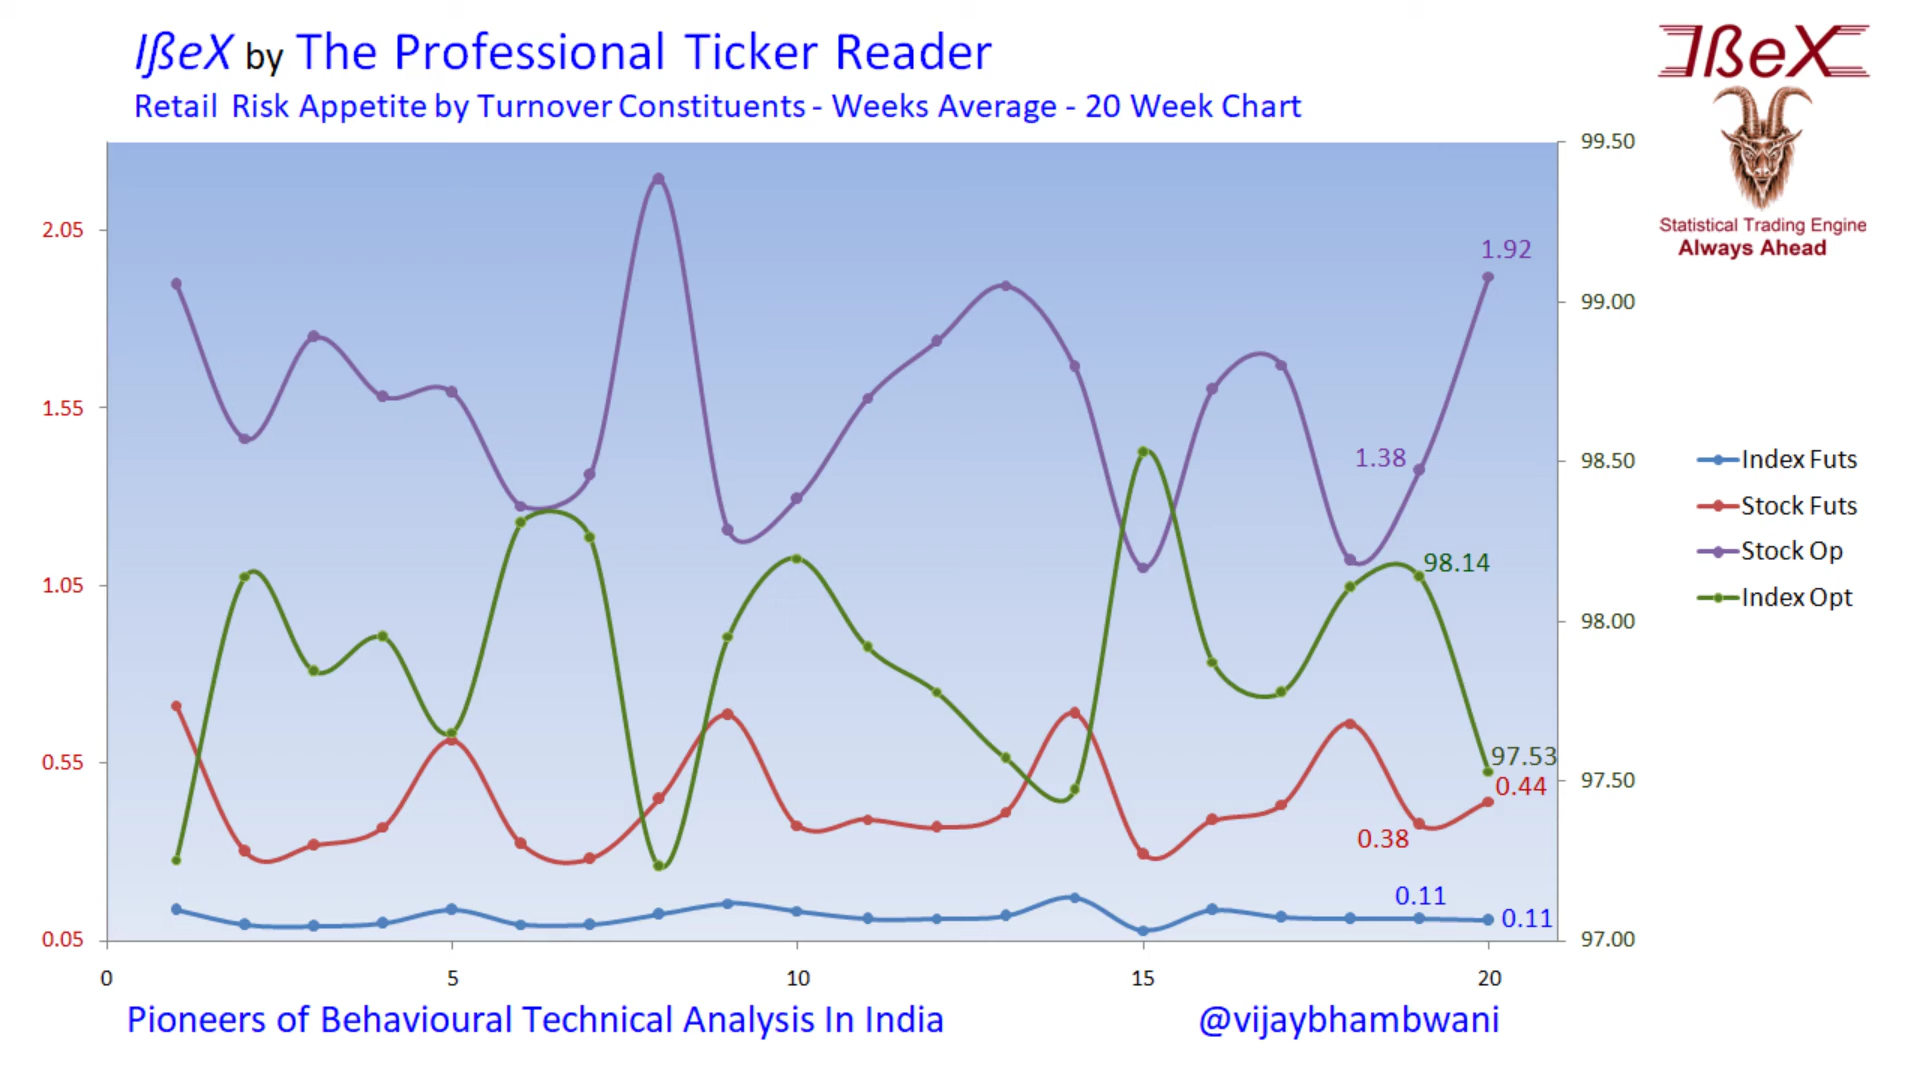 IßeX by The Professional Ticker Reader
Retail Risk Appetite by Turnover Constituents - Weeks Average - 20 Week Chart
IßeX
Statistical Trading Engine
Always Ahead
99.50
99.00
98.50
98.00
97.50
97.00
2.05
1.55
1.05
0.55
0.05
1.92
1.38
98.14
97.53
0.44
0.38
0.11
0.11
Index Futs
Stock Futs
Stock Op
Index Opt
0 5 10 15 20
Pioneers of Behavioural Technical Analysis In India
@vijaybhambwani